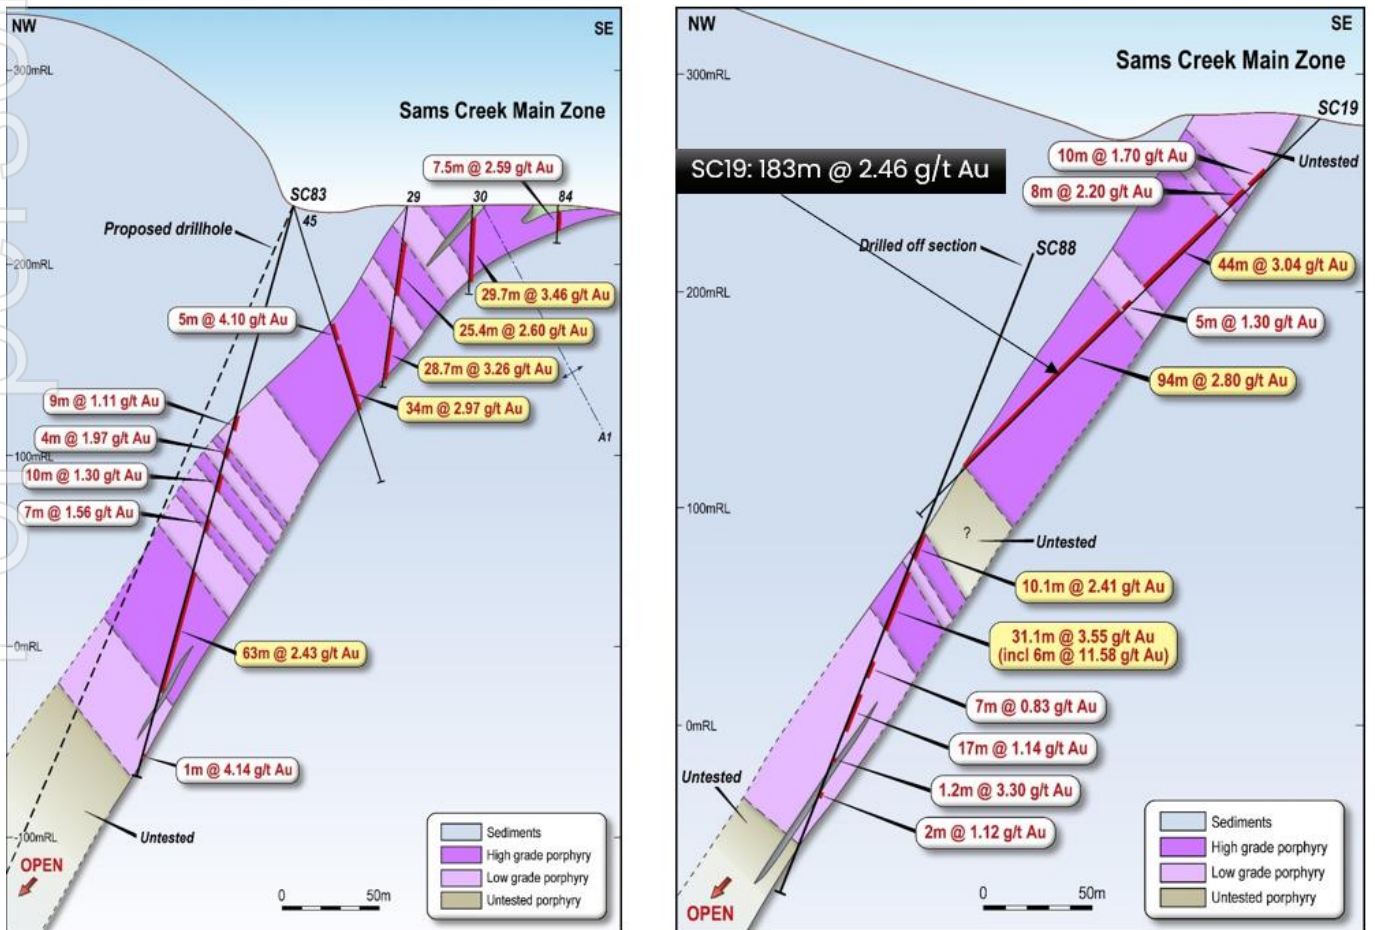 NW
SE
300mRL
Sams Creek Main Zone
7.5m @ 2.59 g/t Au
SC83
45
29
30
84
Proposed drillhole
200mRL
29.7m @ 3.46 g/t Au
5m @ 4.10 g/t Au
25.4m @ 2.60 g/t Au
28.7m @ 3.26 g/t Au
9m @ 1.11 g/t Au
34m @ 2.97 g/t Au
4m @ 1.97 g/t Au
A1
100mRL
10m @ 1.30 g/t Au
7m @ 1.56 g/t Au
0mRL
63m @ 2.43 g/t Au
1m @ 4.14 g/t Au
-100mRL
Untested
OPEN
Sediments
High grade porphyry
Low grade porphyry
Untested porphyry
0 50m
NW
SE
Sams Creek Main Zone
300mRL
SC19
10m @ 1.70 g/t Au
Untested
SC19: 183m @ 2.46 g/t Au
8m @ 2.20 g/t Au
Drilled off section
SC88
44m @ 3.04 g/t Au
200mRL
5m @ 1.30 g/t Au
94m @ 2.80 g/t Au
100mRL
?
Untested
10.1m @ 2.41 g/t Au
31.1m @ 3.55 g/t Au
(incl 6m @ 11.58 g/t Au)
7m @ 0.83 g/t Au
0mRL
17m @ 1.14 g/t Au
Untested
1.2m @ 3.30 g/t Au
2m @ 1.12 g/t Au
OPEN
Sediments
High grade porphyry
Low grade porphyry
Untested porphyry
0 50m